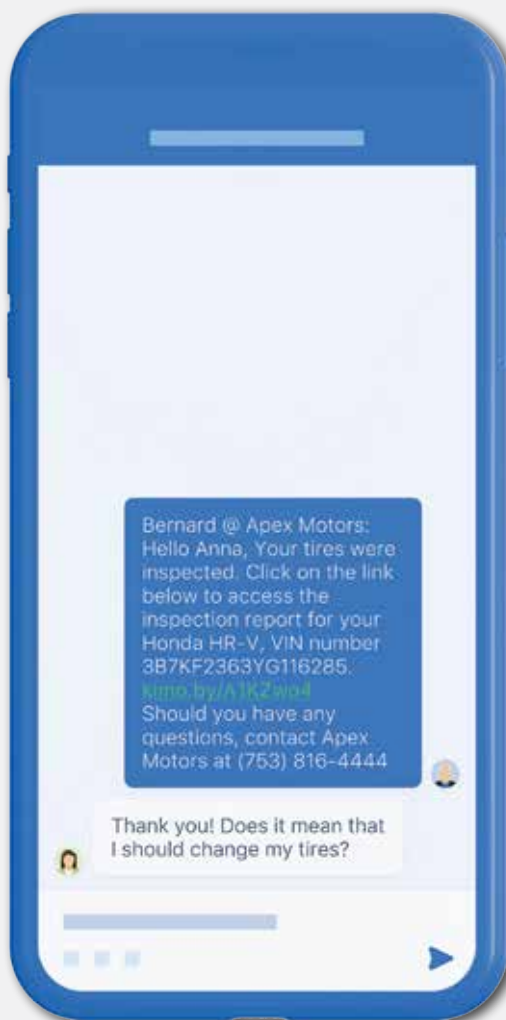 Bernard @ Apex Motors:
Hello Anna, Your tires were
inspected. Click on the link
below to access the
inspection report for your
Honda HR-V, VIN number
3B7KF2363YG116285.
kimo.by/A1KZwo4
Should you have any
questions, contact Apex
Motors at (753) 816-4444
Thank you! Does it mean that
I should change my tires?